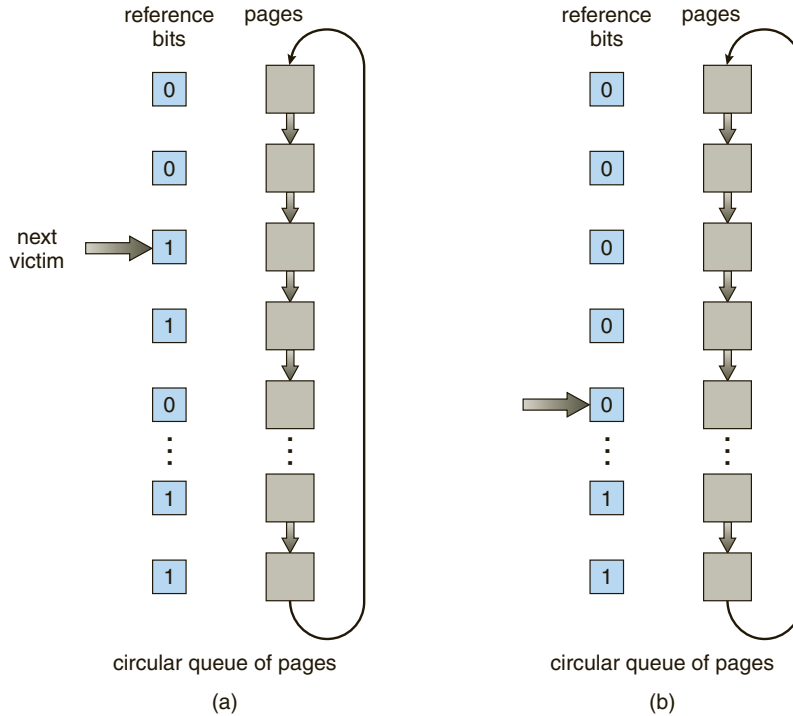 reference bits
pages
0
0
next victim
1
1
0
1
1
circular queue of pages
(a)
reference bits
pages
0
0
0
0
0
1
1
circular queue of pages
(b)